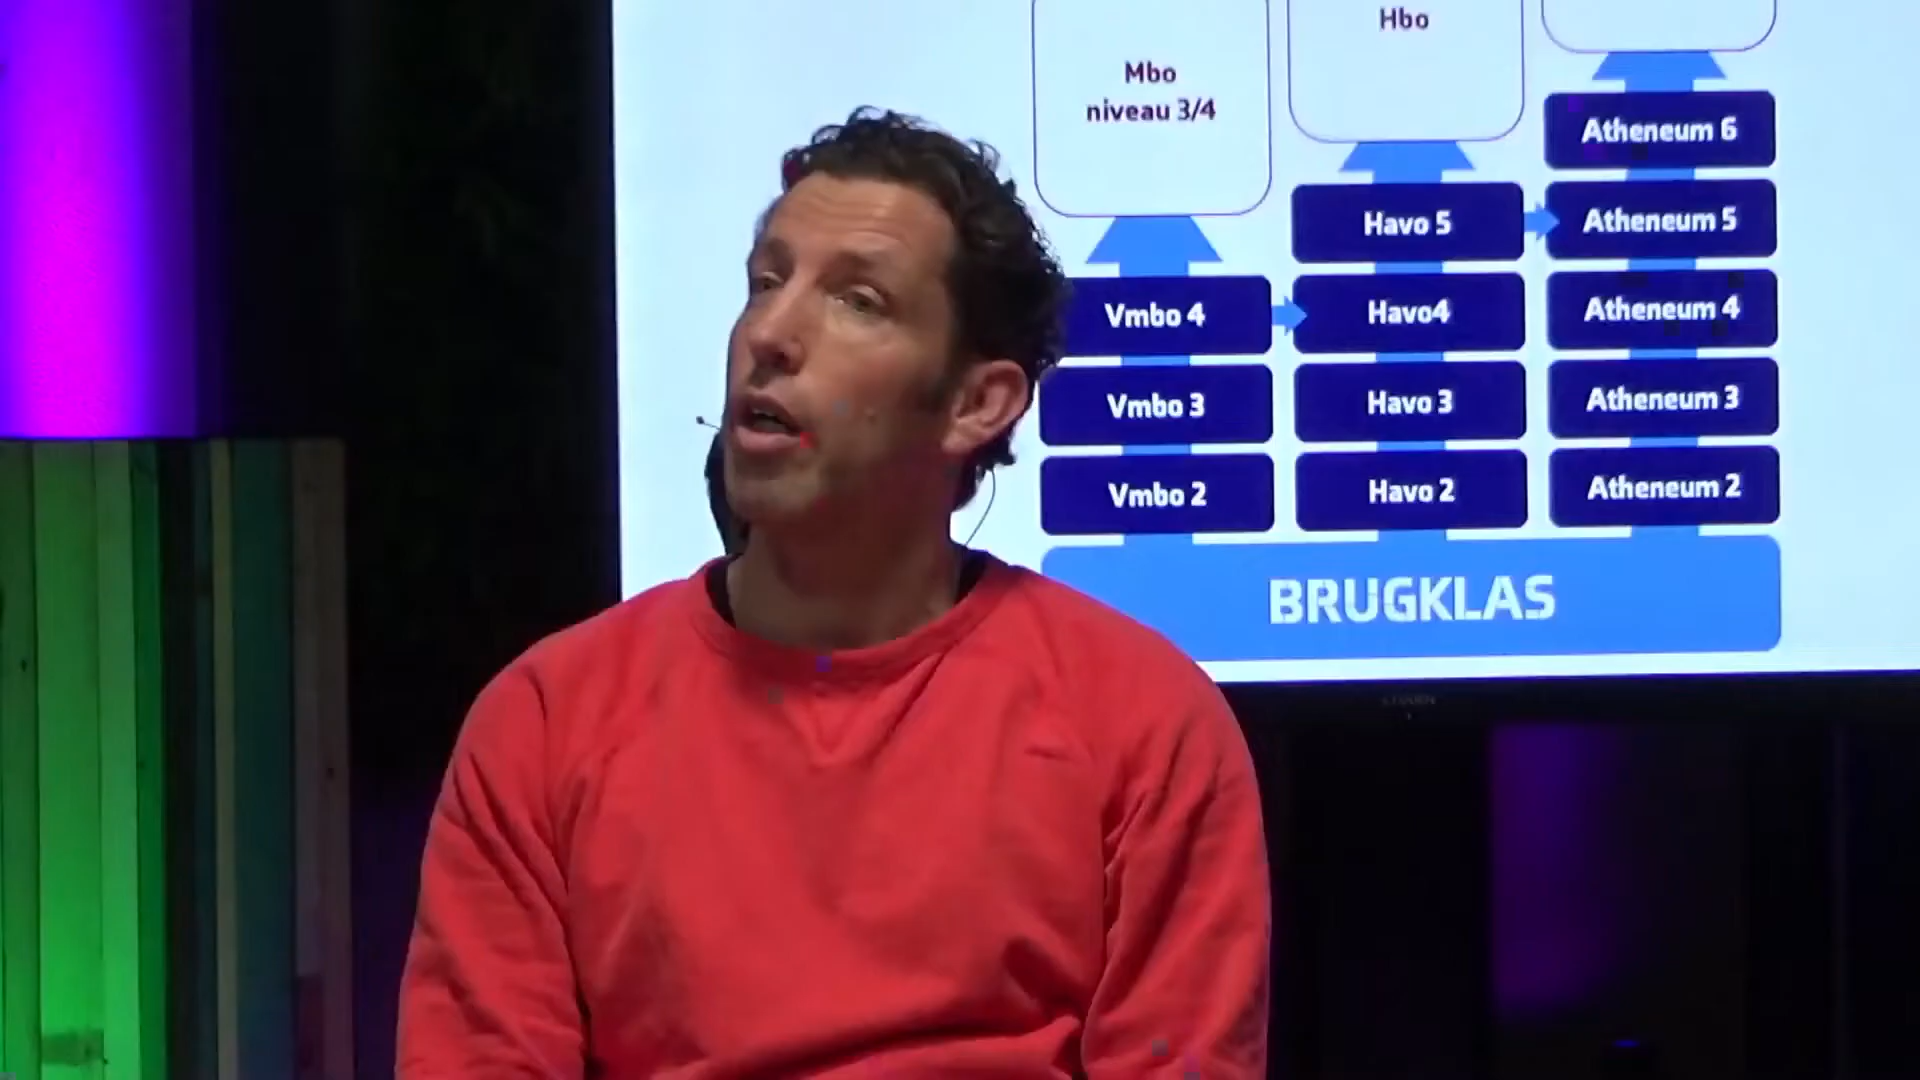 Hbo
Mbo
niveau 3/4
Atheneum 6
Havo 5
Atheneum 5
Vmbo 4
Havo4
Atheneum 4
Vmbo 3
Havo 3
Atheneum 3
Vmbo 2
Havo 2
Atheneum 2
BRUGKLAS